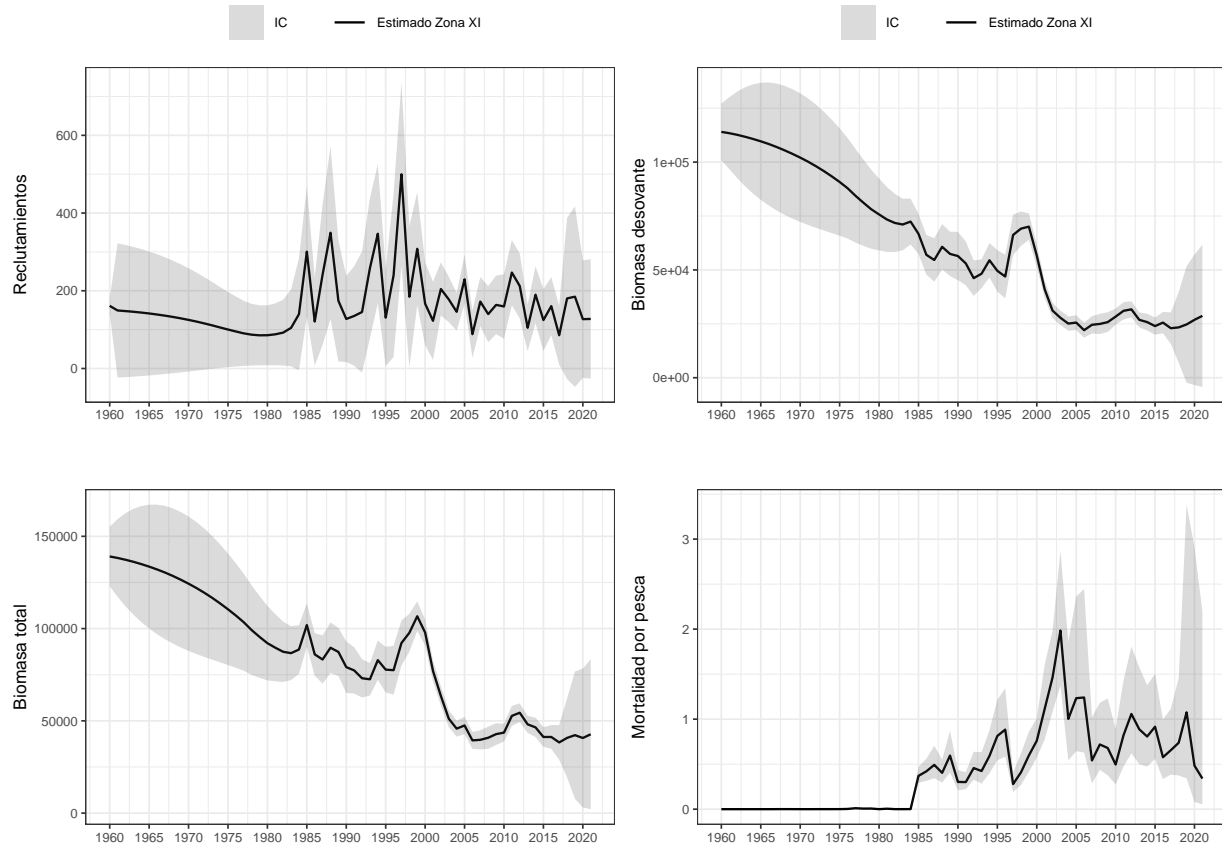 IC Estimado Zona XI
IC Estimado Zona XI
Reclutamientos
600
400
200
0
1960 1965 1970 1975 1980 1985 1990 1995 2000 2005 2010 2015 2020
Biomasa desovante
1e+05
5e+04
0e+00
1960 1965 1970 1975 1980 1985 1990 1995 2000 2005 2010 2015 2020
Biomasa total
150000
100000
50000
0
1960 1965 1970 1975 1980 1985 1990 1995 2000 2005 2010 2015 2020
Mortalidad por pesca
3
2
1
0
1960 1965 1970 1975 1980 1985 1990 1995 2000 2005 2010 2015 2020